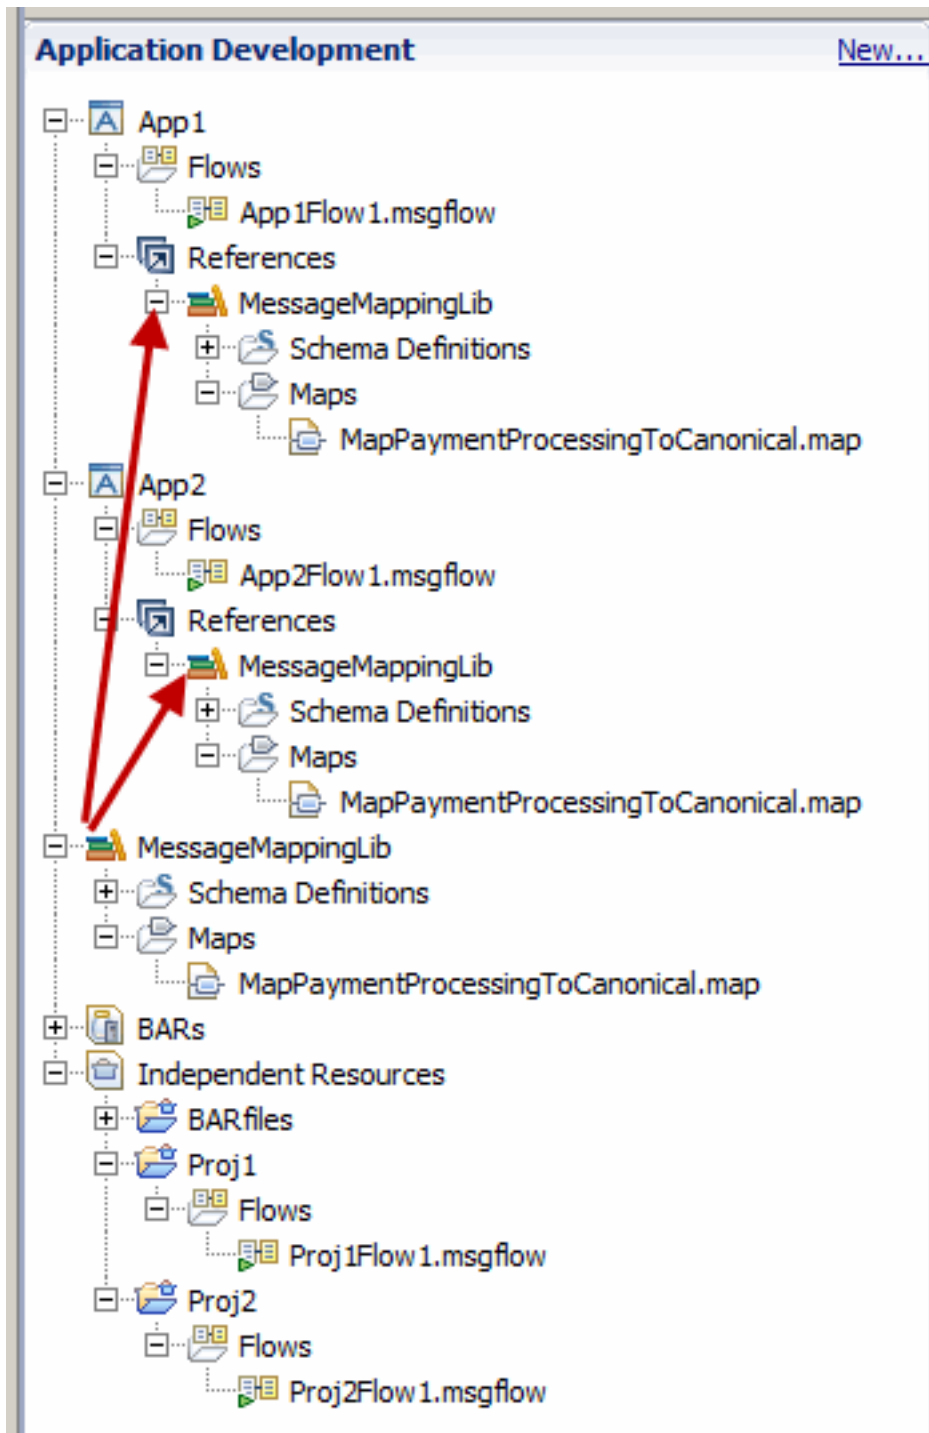 Application Development New...
App1
Flows
App1Flow1.msgflow
References
MessageMappingLib
Schema Definitions
Maps
MapPaymentProcessingToCanonical.map
App2
Flows
App2Flow1.msgflow
References
MessageMappingLib
Schema Definitions
Maps
MapPaymentProcessingToCanonical.map
MessageMappingLib
Schema Definitions
Maps
MapPaymentProcessingToCanonical.map
BARs
Independent Resources
BARfiles
Proj1
Flows
Proj1Flow1.msgflow
Proj2
Flows
Proj2Flow1.msgflow